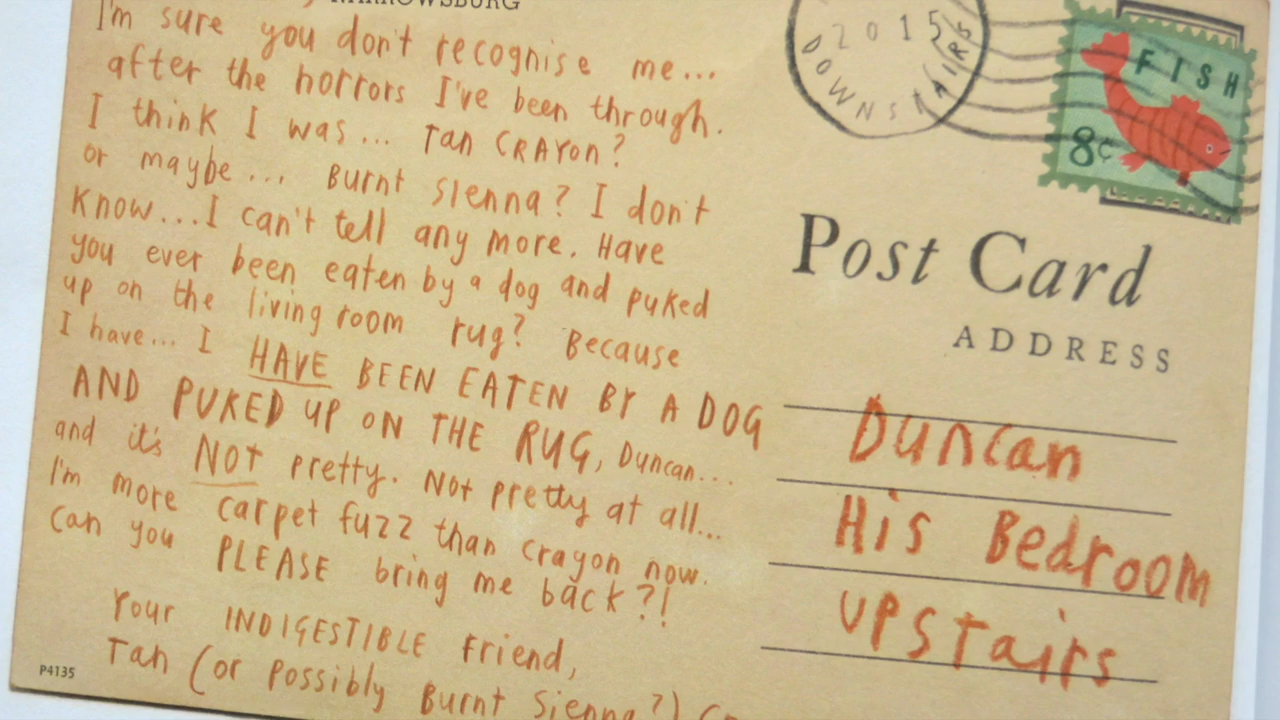 NARROWSBURG
I'm sure you don't recognise me...
after the horrors I've been through.
I think I was... Tan CRAYON?
or maybe... Burnt Sienna? I don't
know...I can't tell any more. Have
you ever been eaten by a dog and puked
up on the living room rug? Because
I have... I HAVE BEEN EATEN BY A DOG
AND PUKED UP ON THE RUG, Duncan...
and it's NOT pretty. Not pretty at all...
I'm more carpet fuzz than crayon now.
Can you PLEASE bring me back?!
Your INDIGESTIBLE Friend,
Tan (or Possibly Burnt Sienna?)
P4135
2015
DOWNSTAIRS
FISH
8¢
Post Card
ADDRESS
Duncan
His Bedroom
UPStairs